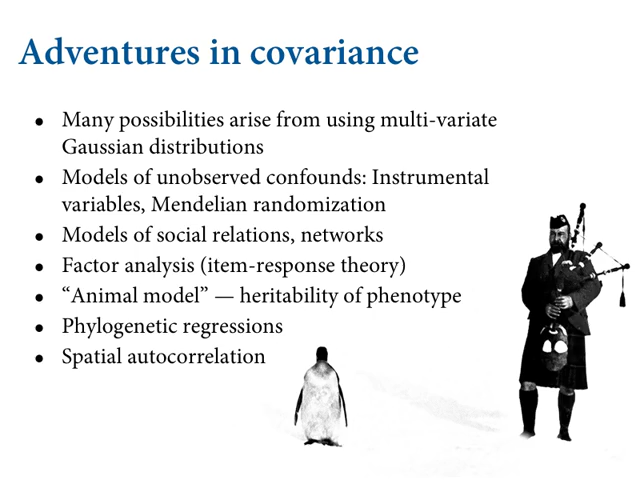 Adventures in covariance
• Many possibilities arise from using multi-variate
Gaussian distributions
• Models of unobserved confounds: Instrumental
variables, Mendelian randomization
• Models of social relations, networks
• Factor analysis (item-response theory)
• “Animal model” — heritability of phenotype
• Phylogenetic regressions
• Spatial autocorrelation